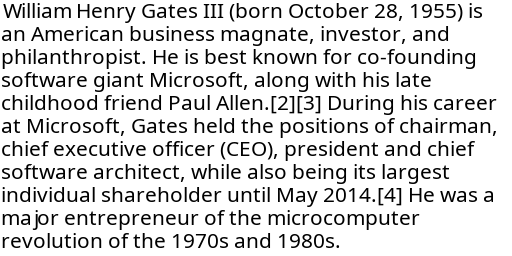 William Henry Gates III (born October 28, 1955) is
an American business magnate, investor, and
philanthropist. He is best known for co-founding
software giant Microsoft, along with his late
childhood friend Paul Allen.[2][3] During his career
at Microsoft, Gates held the positions of chairman,
chief executive officer (CEO), president and chief
software architect, while also being its largest
individual shareholder until May 2014.[4] He was a
major entrepreneur of the microcomputer
revolution of the 1970s and 1980s.